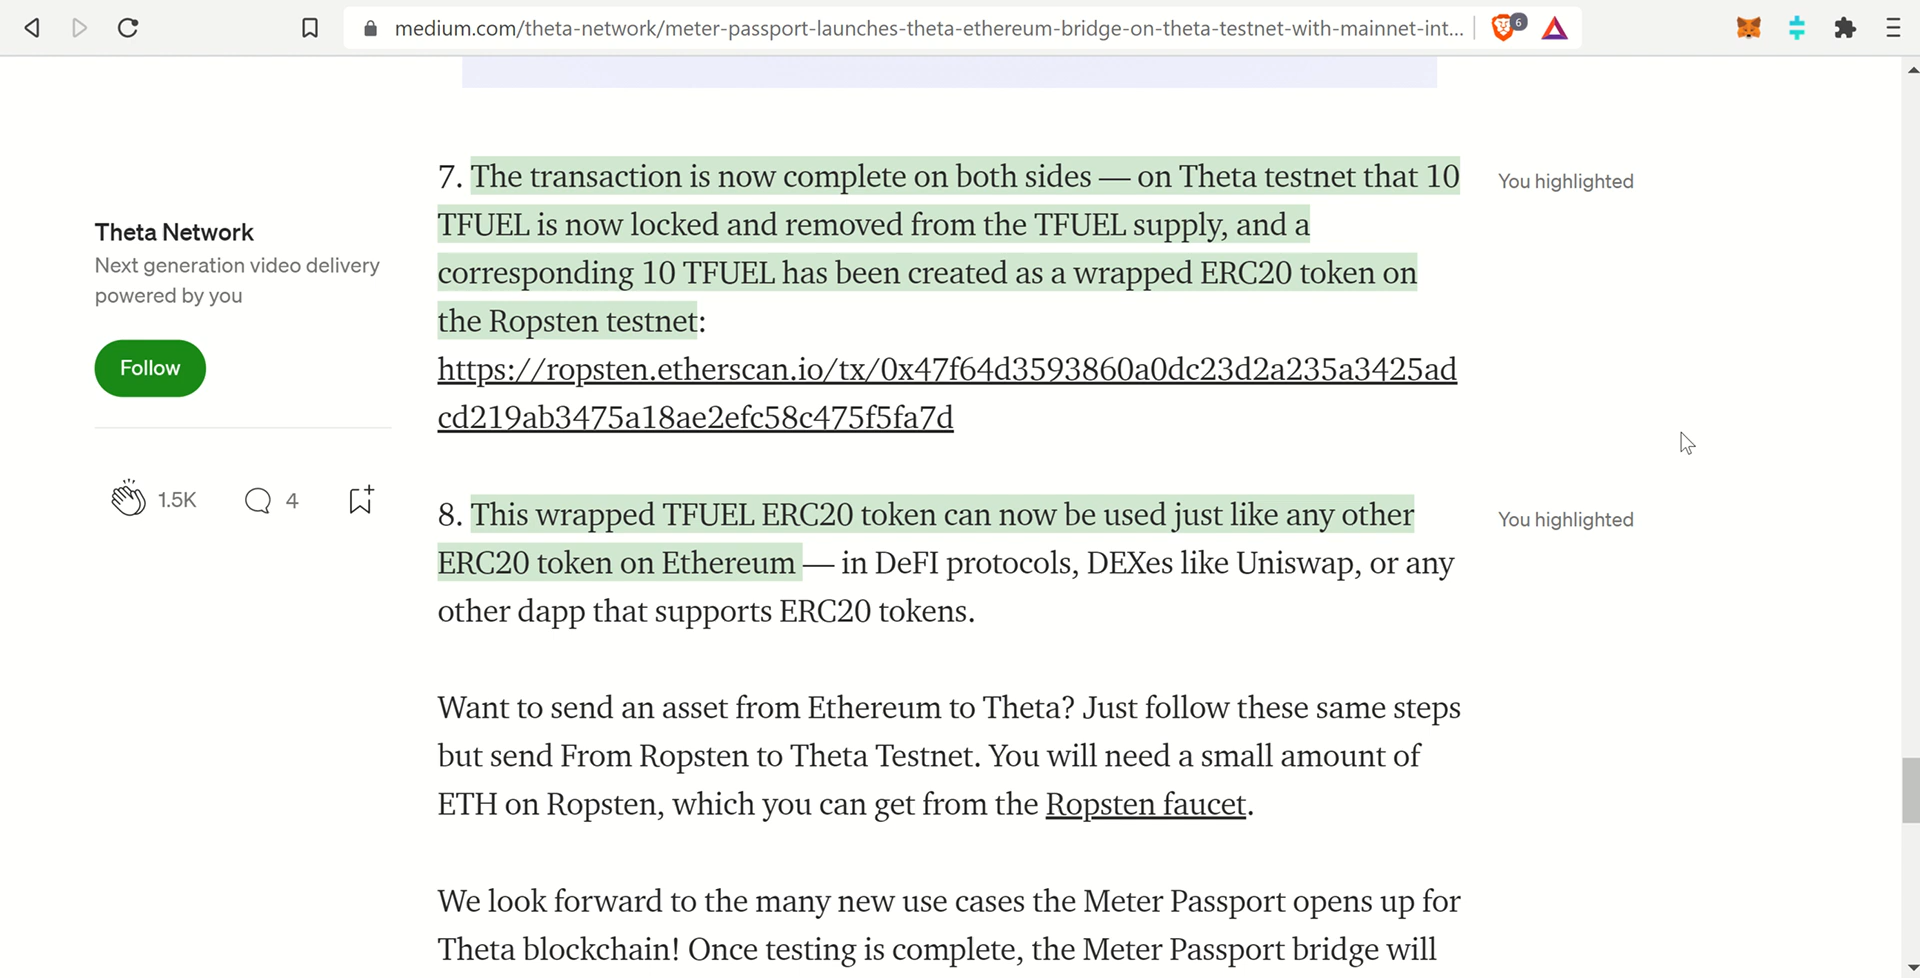 medium.com/theta-network/meter-passport-launches-theta-ethereum-bridge-on-theta-testnet-with-mainnet-int...
6
7. The transaction is now complete on both sides — on Theta testnet that 10
TFUEL is now locked and removed from the TFUEL supply, and a
corresponding 10 TFUEL has been created as a wrapped ERC20 token on
the Ropsten testnet:
https://ropsten.etherscan.io/tx/0x47f64d3593860a0dc23d2a235a3425ad
cd219ab3475a18ae2efc58c475f5fa7d
You highlighted
Theta Network
Next generation video delivery
powered by you
Follow
1.5K
4
8. This wrapped TFUEL ERC20 token can now be used just like any other
ERC20 token on Ethereum — in DeFI protocols, DEXes like Uniswap, or any
other dapp that supports ERC20 tokens.
You highlighted
Want to send an asset from Ethereum to Theta? Just follow these same steps
but send From Ropsten to Theta Testnet. You will need a small amount of
ETH on Ropsten, which you can get from the Ropsten faucet.
We look forward to the many new use cases the Meter Passport opens up for
Theta blockchain! Once testing is complete, the Meter Passport bridge will